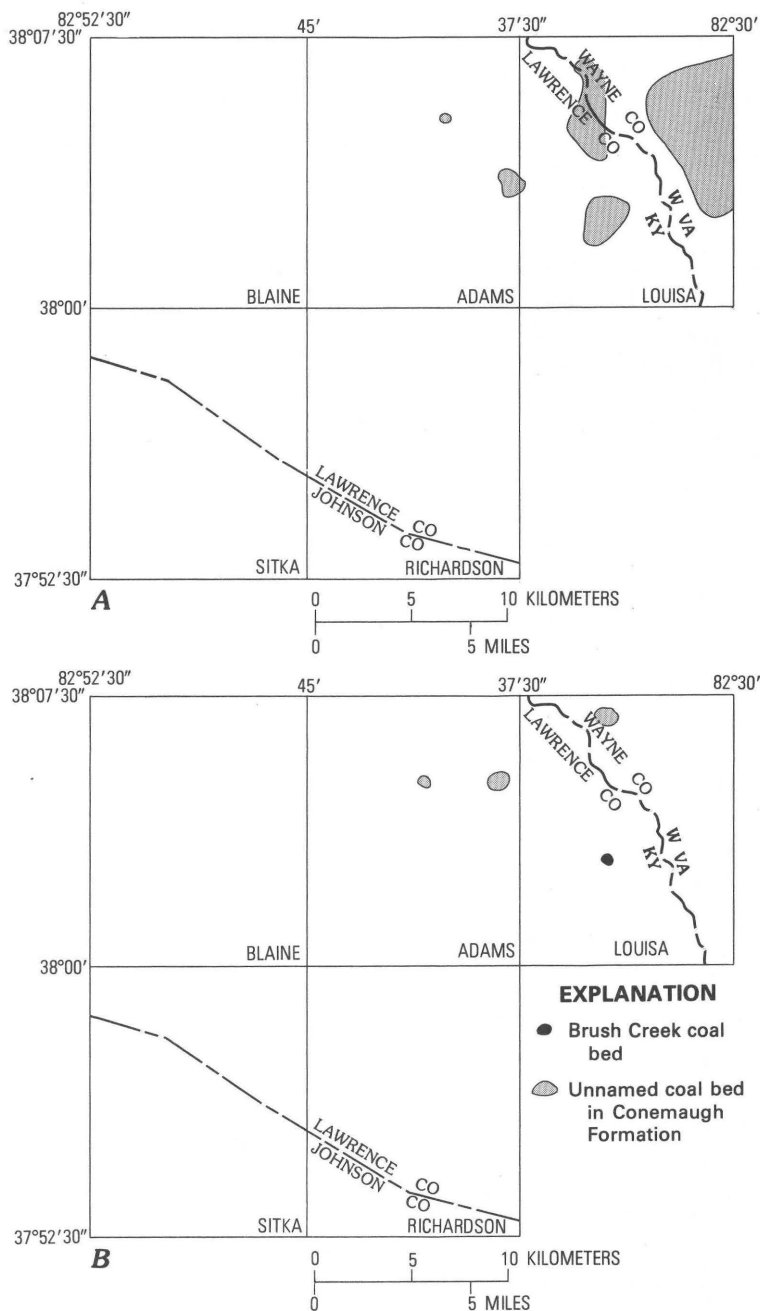 82°52'30" 45' 37'30" 82°30'
38°07'30"
WAYNE CO
LAWRENCE CO
W VA
KY
BLAINE ADAMS LOUISA
38°00'
LAWRENCE CO
JOHNSON CO
SITKA RICHARDSON
37°52'30"
A
0 5 10 KILOMETERS
0 5 MILES
82°52'30" 45' 37'30" 82°30'
38°07'30"
WAYNE CO
LAWRENCE CO
W VA
KY
BLAINE ADAMS LOUISA
38°00'
EXPLANATION
Brush Creek coal
bed
Unnamed coal bed
in Conemaugh
Formation
LAWRENCE CO
JOHNSON CO
SITKA RICHARDSON
37°52'30"
B
0 5 10 KILOMETERS
0 5 MILES